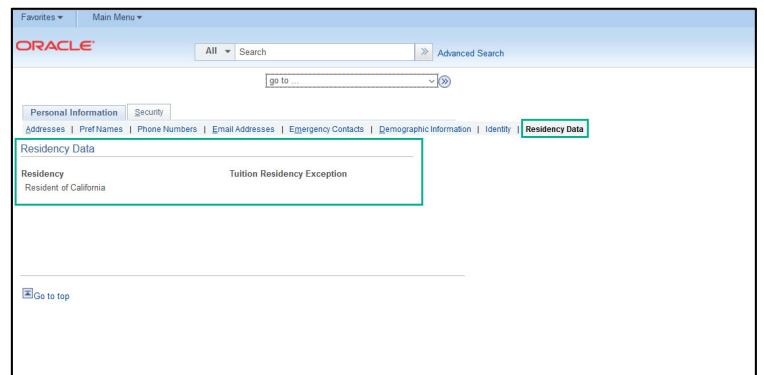 Favorites Main Menu
ORACLE
All Search Advanced Search
go to ...
Personal Information Security
Addresses | Pref Names | Phone Numbers | Email Addresses | Emergency Contacts | Demographic Information | Identity | Residency Data
Residency Data
Residency Tuition Residency Exception
Resident of California
Go to top